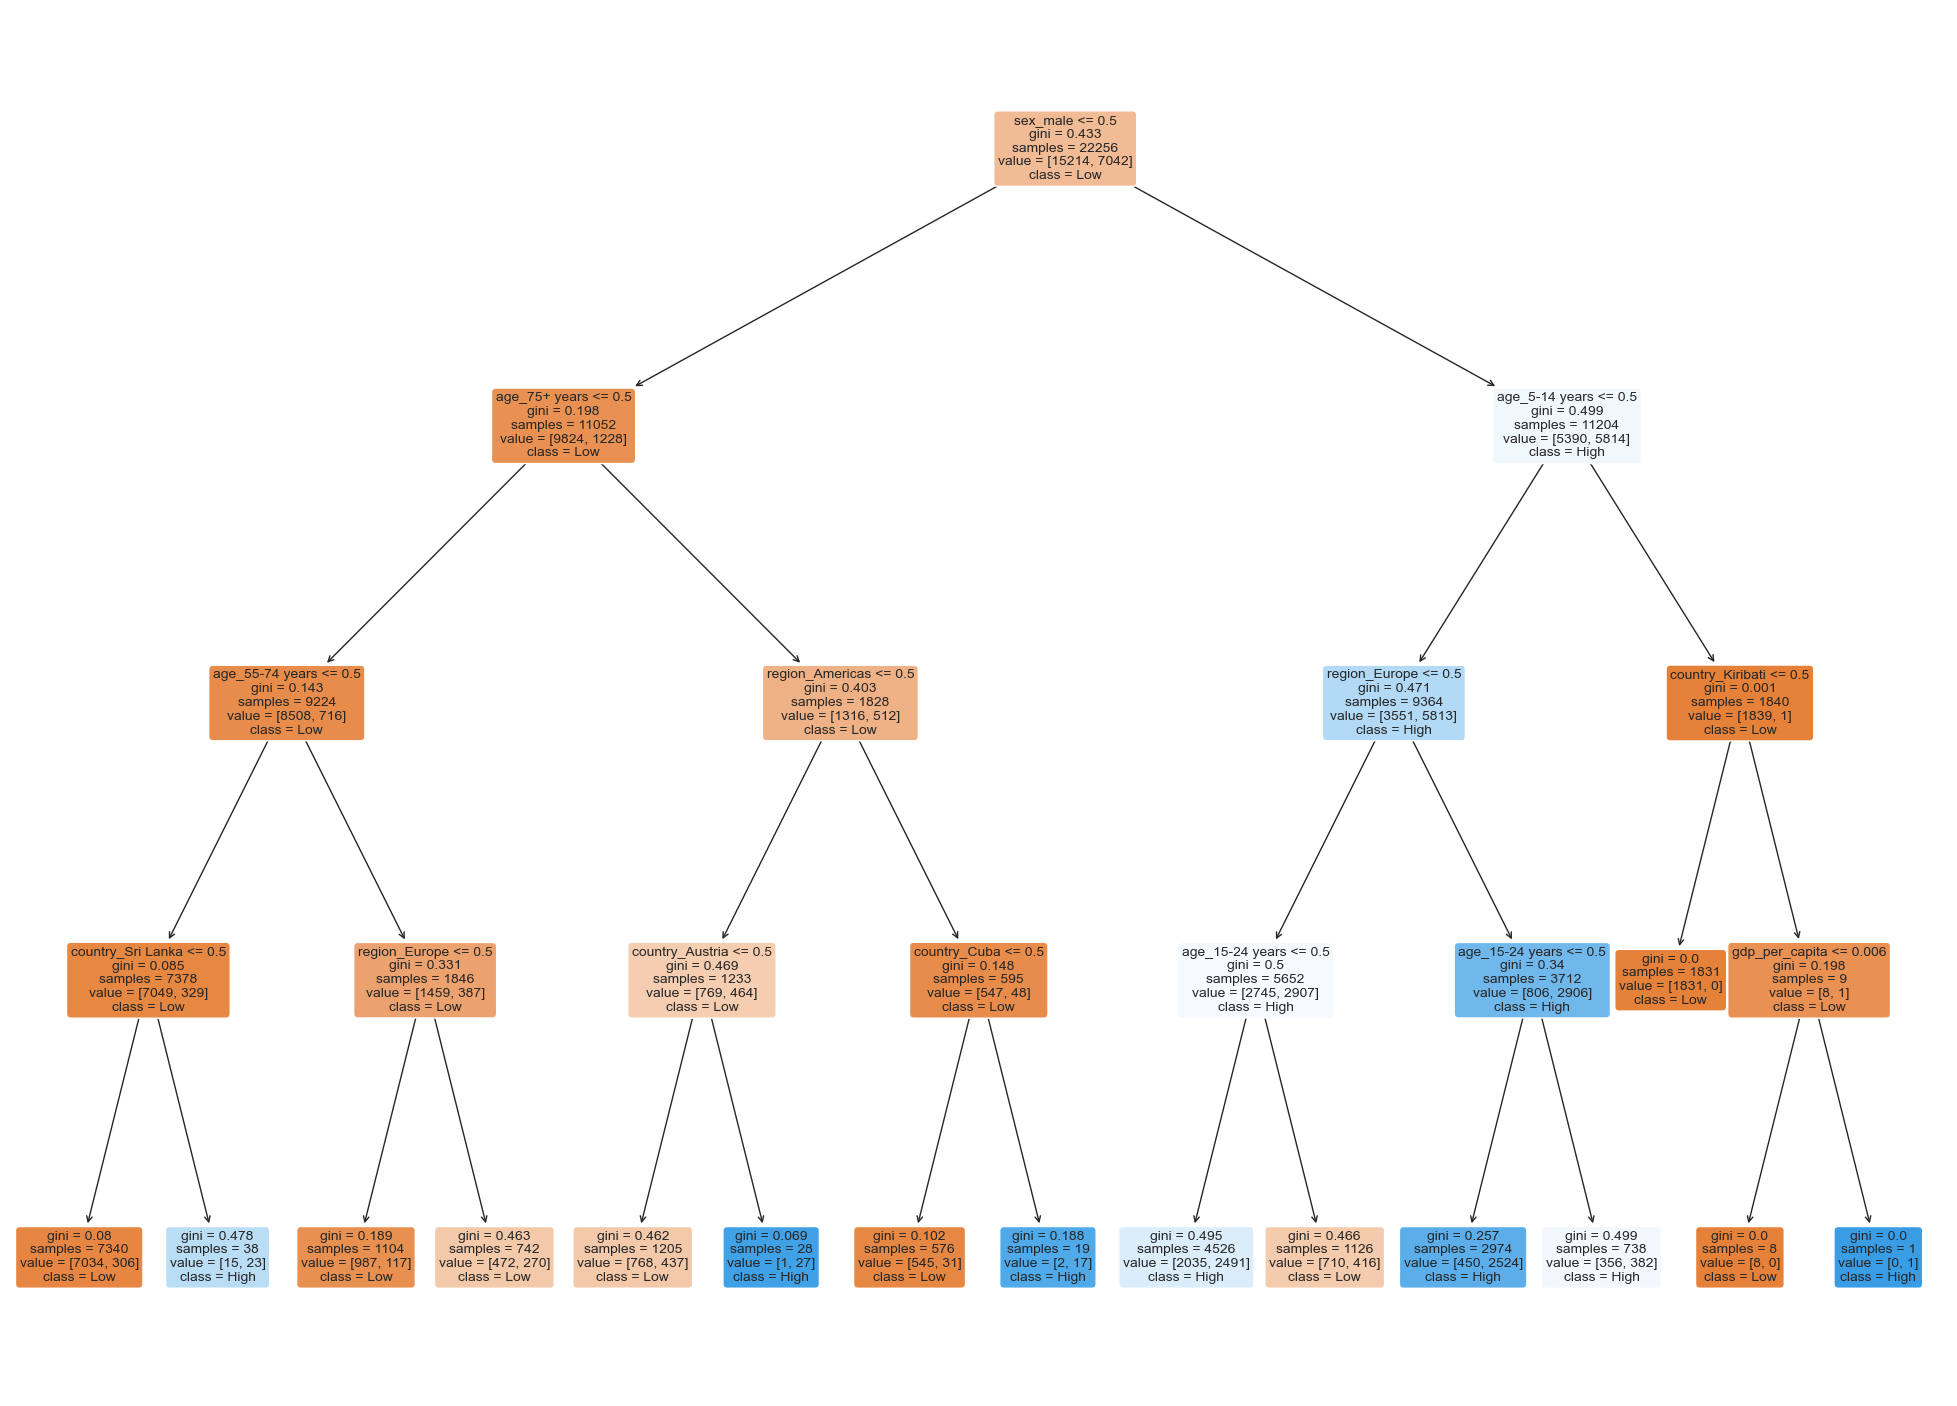 sex_male <= 0.5
gini = 0.433
samples = 22256
value = [15214, 7042]
class = Low
age_75+ years <= 0.5
gini = 0.198
samples = 11052
value = [9824, 1228]
class = Low
age_5-14 years <= 0.5
gini = 0.499
samples = 11204
value = [5390, 5814]
class = High
age_55-74 years <= 0.5
gini = 0.143
samples = 9224
value = [8508, 716]
class = Low
region_Americas <= 0.5
gini = 0.403
samples = 1828
value = [1316, 512]
class = Low
region_Europe <= 0.5
gini = 0.471
samples = 9364
value = [3551, 5813]
class = High
country_Kiribati <= 0.5
gini = 0.001
samples = 1840
value = [1839, 1]
class = Low
country_Sri Lanka <= 0.5
gini = 0.085
samples = 7378
value = [7049, 329]
class = Low
region_Europe <= 0.5
gini = 0.331
samples = 1846
value = [1459, 387]
class = Low
country_Austria <= 0.5
gini = 0.469
samples = 1233
value = [769, 464]
class = Low
country_Cuba <= 0.5
gini = 0.148
samples = 595
value = [547, 48]
class = Low
age_15-24 years <= 0.5
gini = 0.5
samples = 5652
value = [2745, 2907]
class = High
age_15-24 years <= 0.5
gini = 0.34
samples = 3712
value = [806, 2906]
class = High
gini = 0.0
samples = 1831
value = [1831, 0]
class = Low
gdp_per_capita <= 0.006
gini = 0.198
samples = 9
value = [8, 1]
class = Low
gini = 0.08
samples = 7340
value = [7034, 306]
class = Low
gini = 0.478
samples = 38
value = [15, 23]
class = High
gini = 0.189
samples = 1104
value = [987, 117]
class = Low
gini = 0.463
samples = 742
value = [472, 270]
class = Low
gini = 0.462
samples = 1205
value = [768, 437]
class = Low
gini = 0.069
samples = 28
value = [1, 27]
class = High
gini = 0.102
samples = 576
value = [545, 31]
class = Low
gini = 0.188
samples = 19
value = [2, 17]
class = High
gini = 0.495
samples = 4526
value = [2035, 2491]
class = High
gini = 0.466
samples = 1126
value = [710, 416]
class = Low
gini = 0.257
samples = 2974
value = [450, 2524]
class = High
gini = 0.499
samples = 738
value = [356, 382]
class = High
gini = 0.0
samples = 8
value = [8, 0]
class = Low
gini = 0.0
samples = 1
value = [0, 1]
class = High